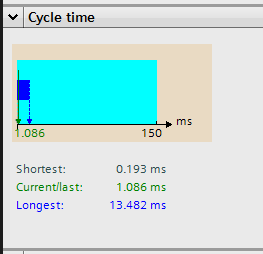 Cycle time
ms
1.086 150
Shortest: 0.193 ms
Current/last: 1.086 ms
Longest: 13.482 ms